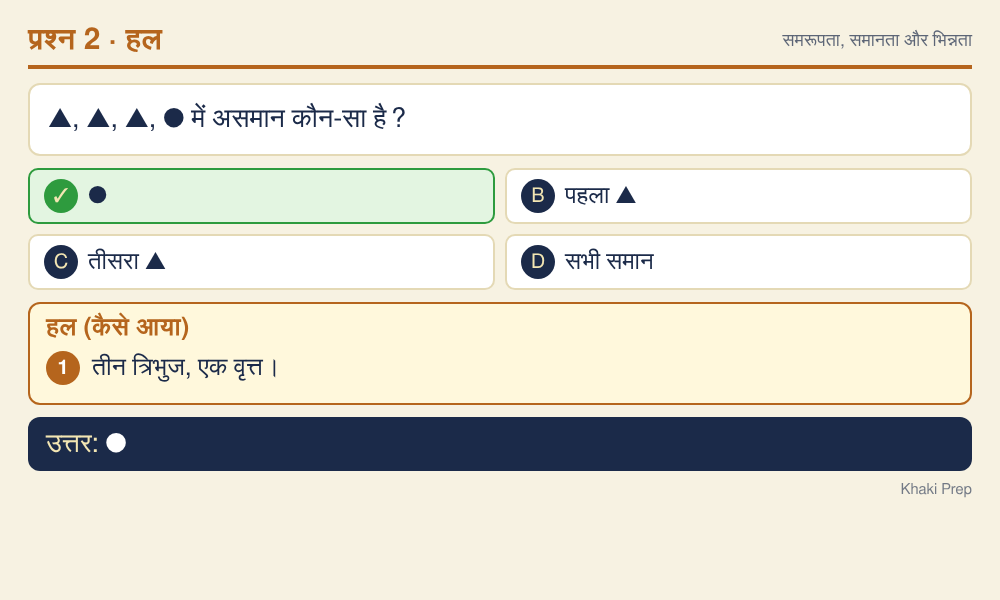 प्रश्न 2 · हल
समरूपता, समानता और भिन्नता
▲, ▲, ▲, ● में असमान कौन-सा है ?
✓ ●
B पहला ▲
C तीसरा ▲
D सभी समान
हल (कैसे आया)
1 तीन त्रिभुज, एक वृत्त।
उत्तर: ●
Khaki Prep